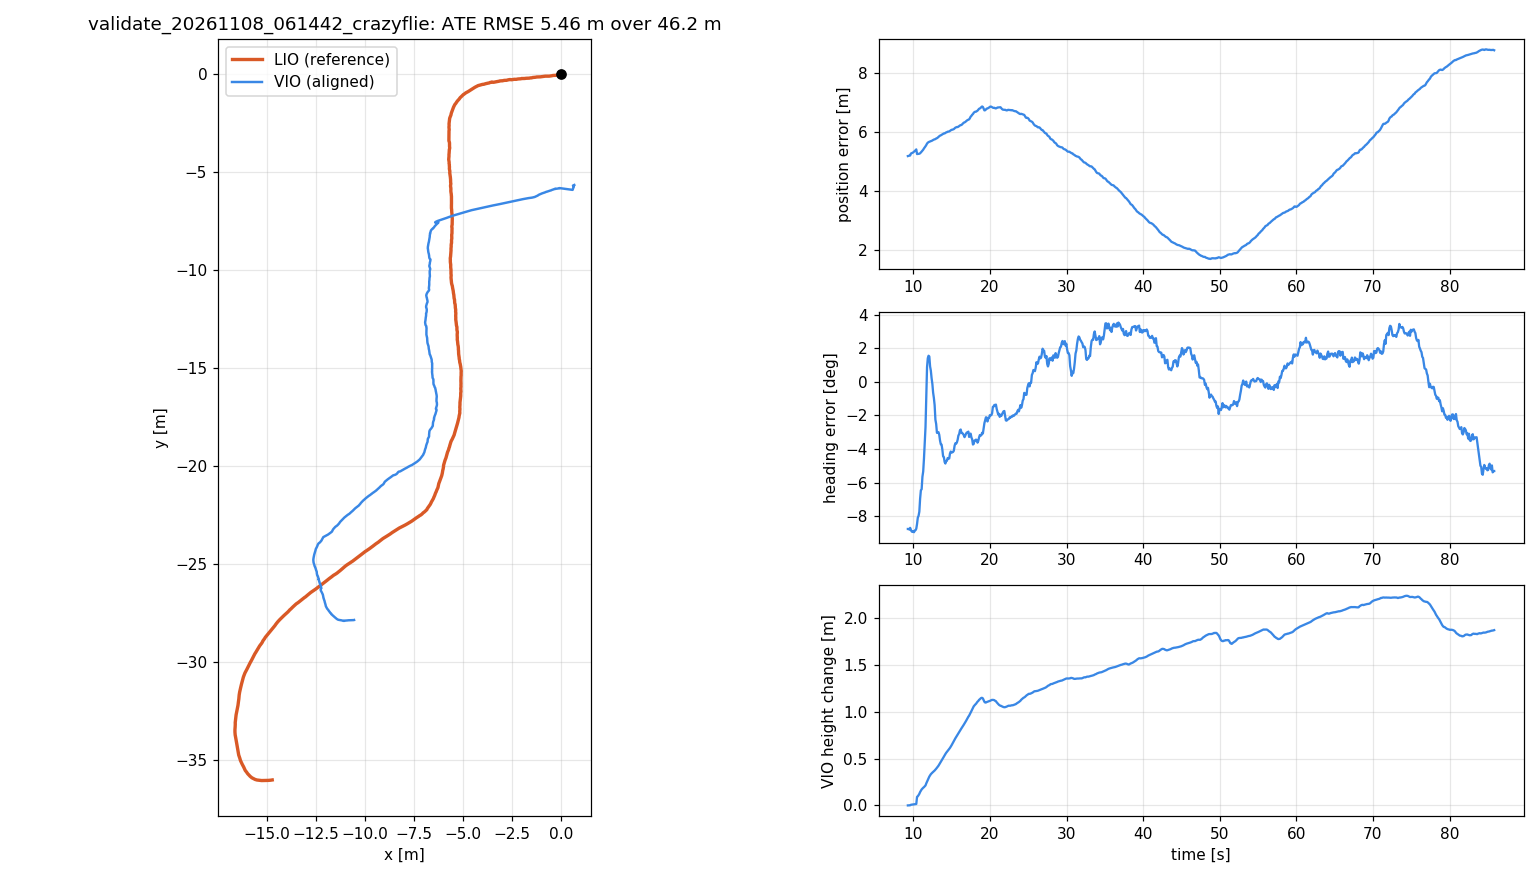 validate_20261108_061442_crazyflie: ATE RMSE 5.46 m over 46.2 m
LIO (reference)
VIO (aligned)
0
−5
−10
−15
−20
−25
−30
−35
y [m]
−15.0 −12.5 −10.0 −7.5 −5.0 −2.5 0.0
x [m]
position error [m]
8
6
4
2
10 20 30 40 50 60 70 80
heading error [deg]
4
2
0
−2
−4
−6
−8
10 20 30 40 50 60 70 80
VIO height change [m]
2.0
1.5
1.0
0.5
0.0
10 20 30 40 50 60 70 80
time [s]